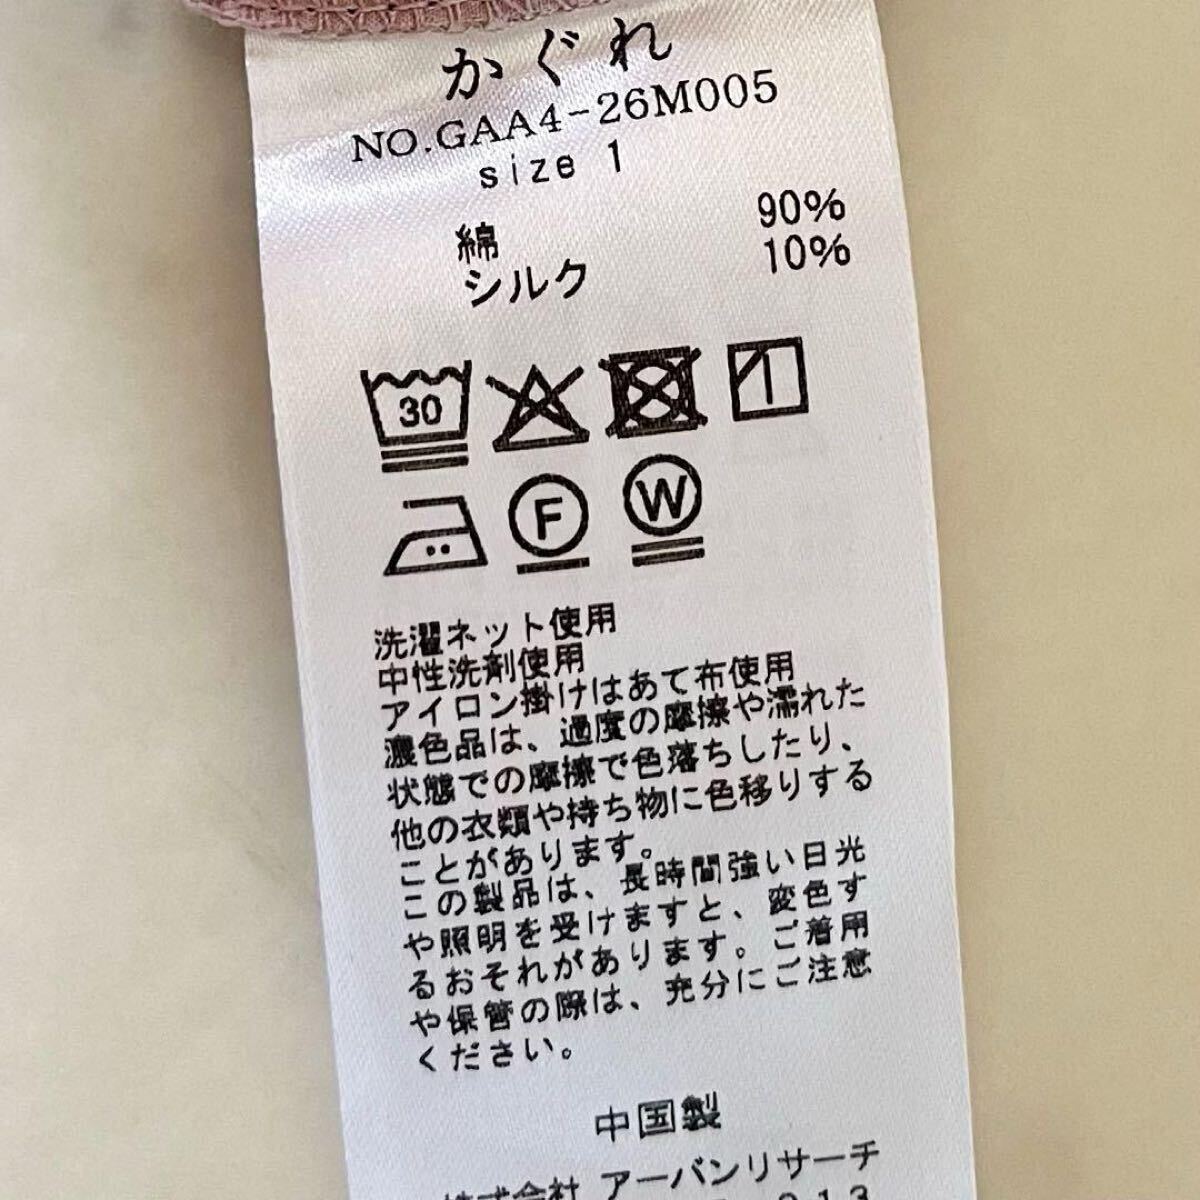 かぐれ
NO.GAA4-26M005
size 1
綿 90%
シルク 10%
30
F W
洗濯ネット使用
中性洗剤使用
アイロン掛けはあて布使用
濃色品は、過度の摩擦や濡れた
状態での摩擦で色落ちしたり、
他の衣類や持ち物に色移りする
ことがあります。
この製品は、長時間強い日光
や照明を受けますと、変色す
るおそれがあります。ご着用
や保管の際は、充分にご注意
ください。
中国製
株式会社 アーバンリサーチ